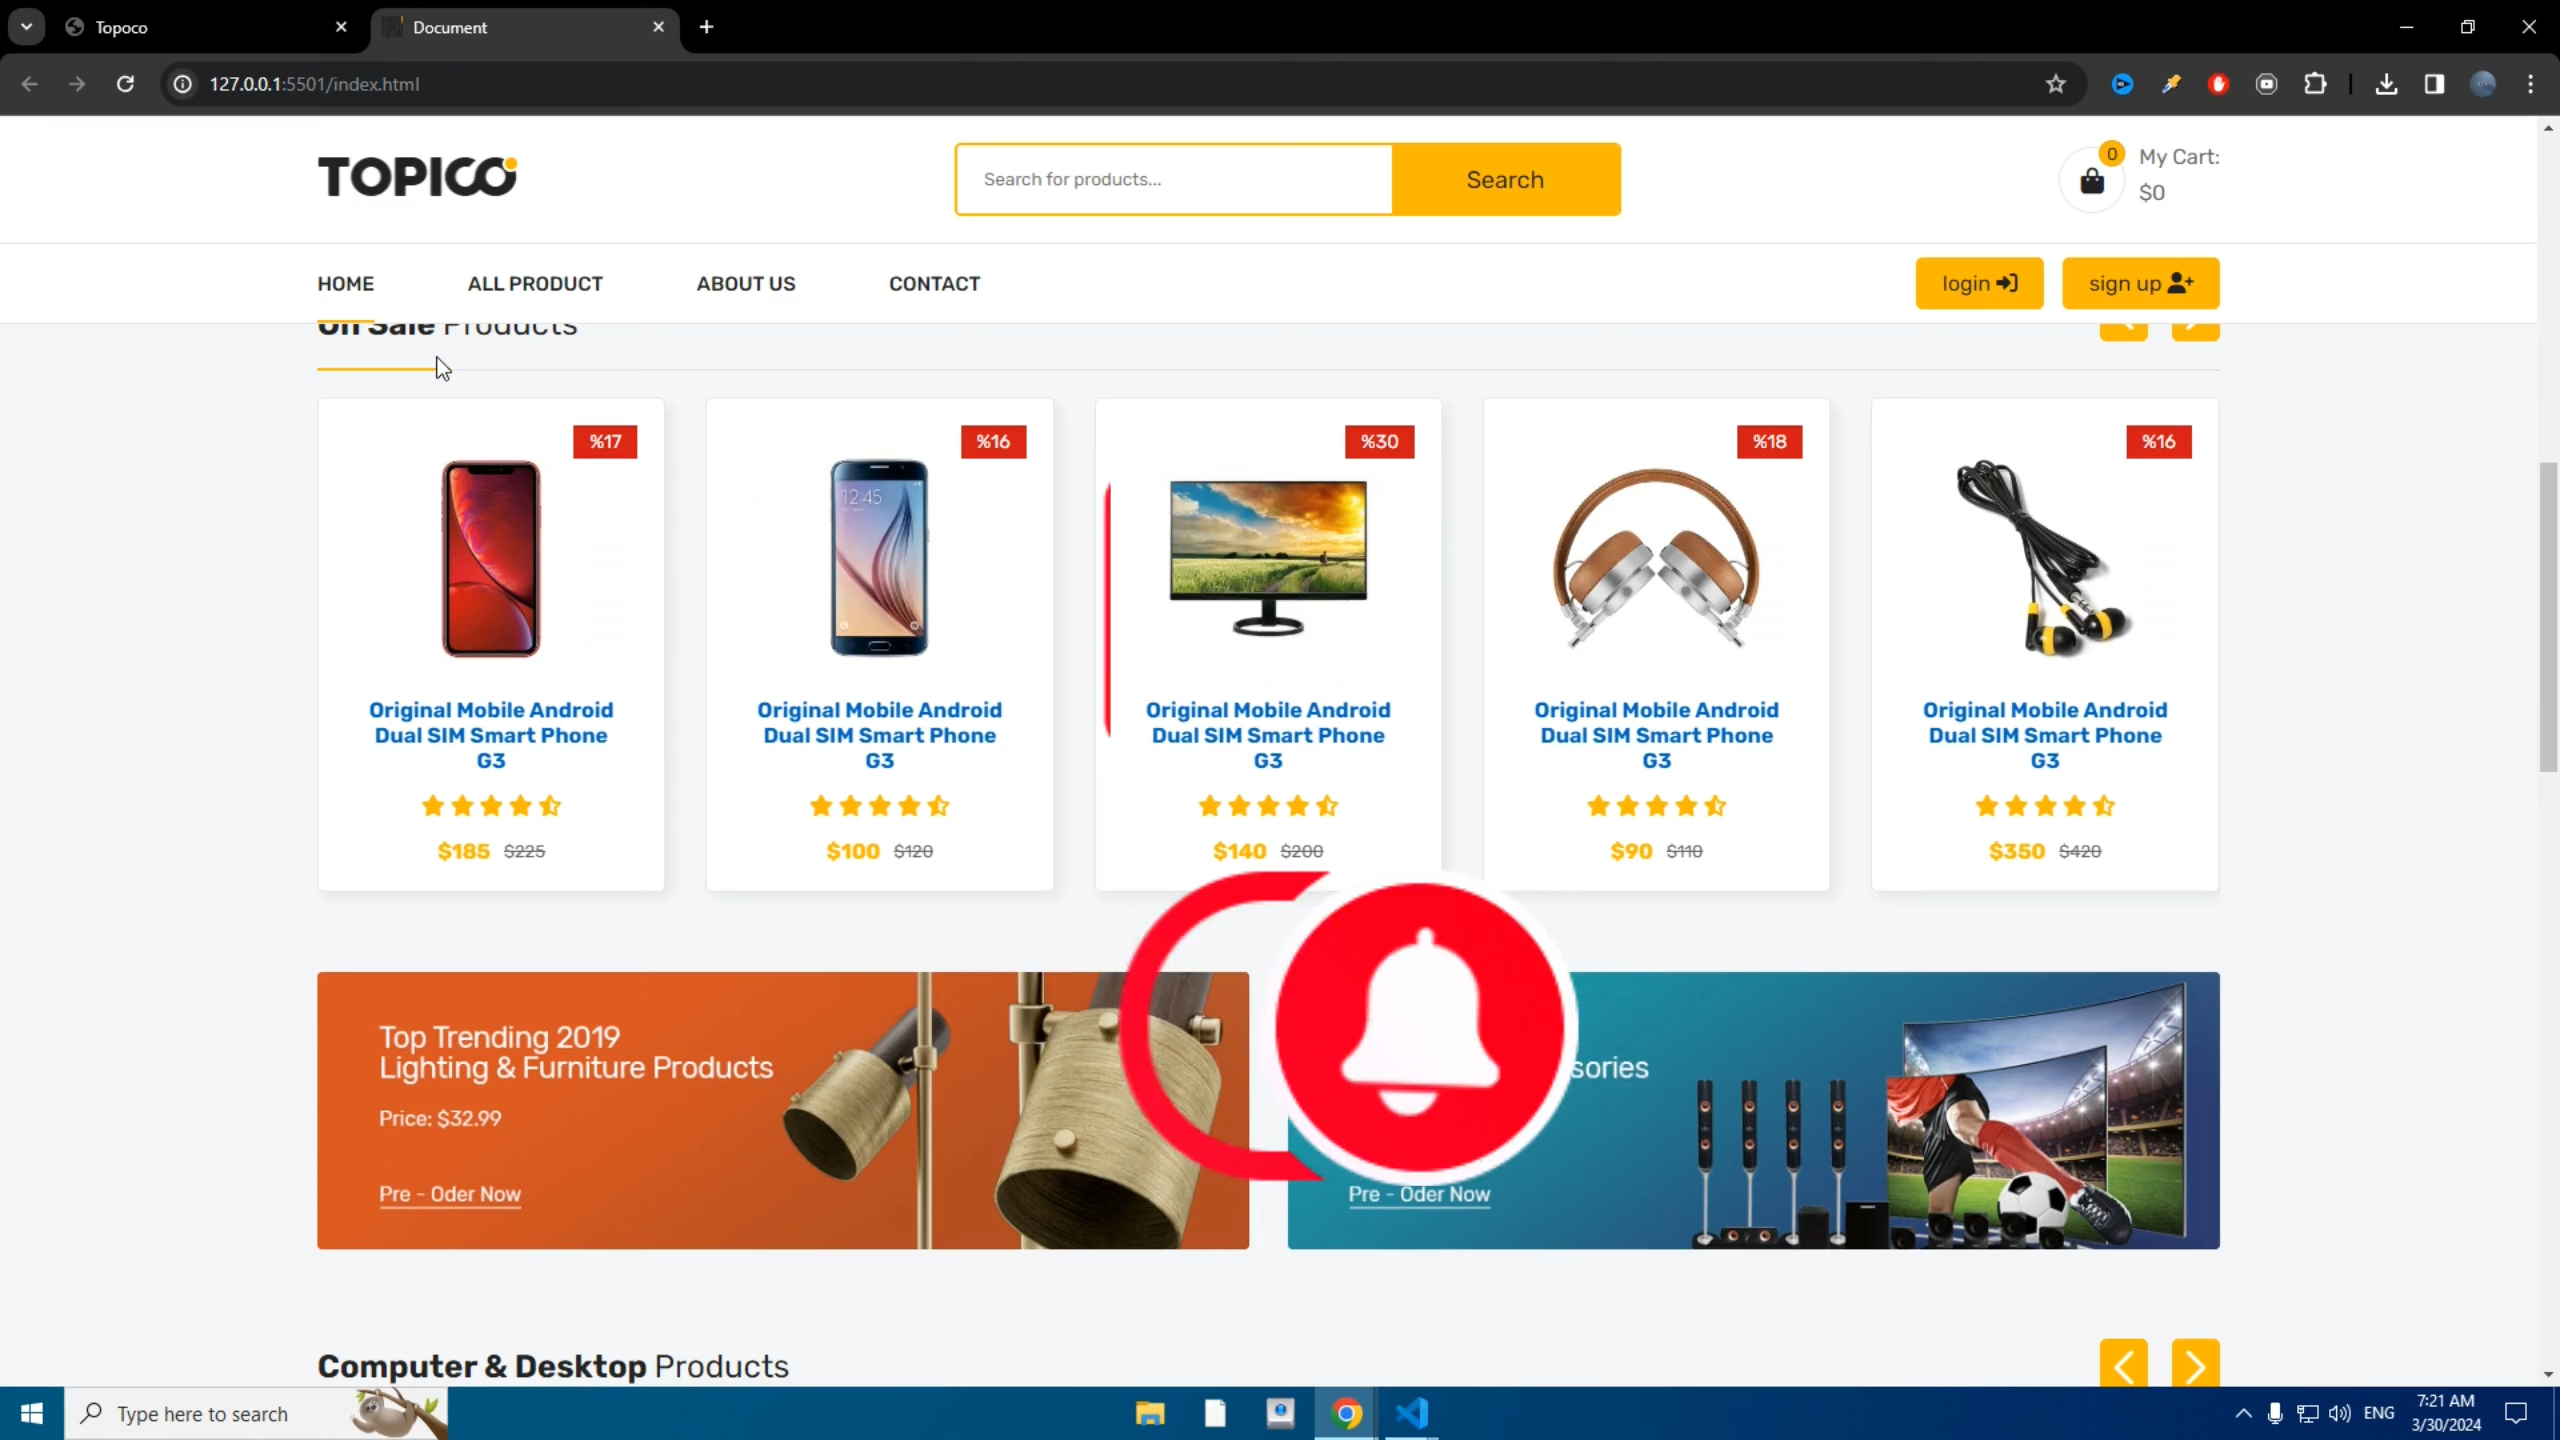 Topoco
Document
127.0.0.1:5501/index.html
TOPICO
Search for products...
Search
0
My Cart:
$0
HOME
ALL PRODUCT
ABOUT US
CONTACT
login
sign up
On Sale Products
%17
%16
%30
%18
%16
12:45
Original Mobile Android
Dual SIM Smart Phone
G3
$185 $225
Original Mobile Android
Dual SIM Smart Phone
G3
$100 $120
Original Mobile Android
Dual SIM Smart Phone
G3
$140 $200
Original Mobile Android
Dual SIM Smart Phone
G3
$90 $110
Original Mobile Android
Dual SIM Smart Phone
G3
$350 $420
Top Trending 2019
Lighting & Furniture Products
Price: $32.99
Pre - Oder Now
sories
Pre - Oder Now
Computer & Desktop Products
Type here to search
ENG
7:21 AM
3/30/2024